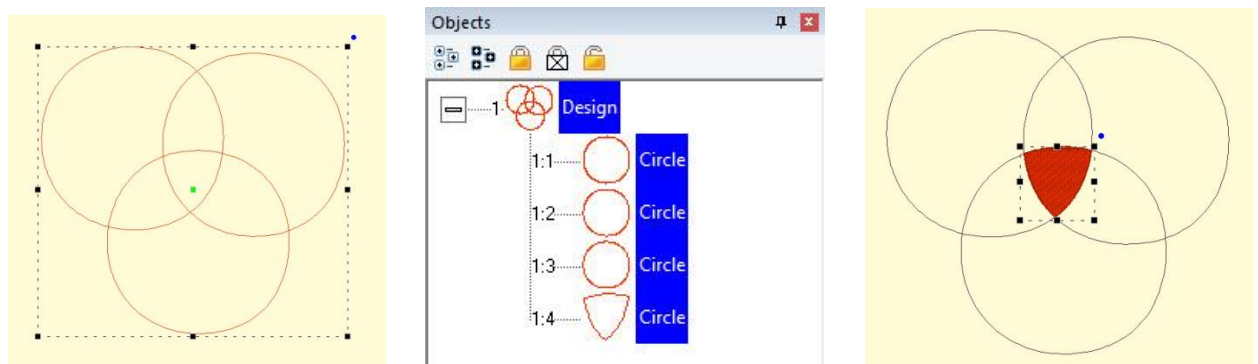 Objects
1 Design
1:1 Circle
1:2 Circle
1:3 Circle
1:4 Circle